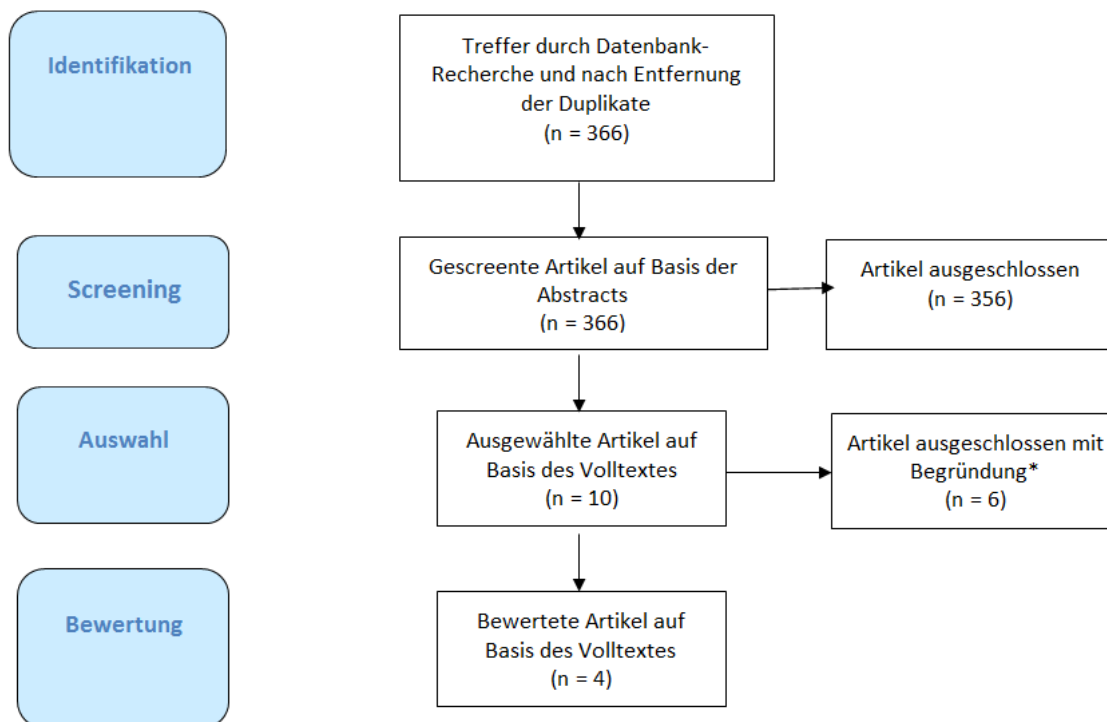 Identifikation
Treffer durch Datenbank-
Recherche und nach Entfernung
der Duplikate
(n = 366)
Screening
Gescreente Artikel auf Basis der
Abstracts
(n = 366)
Artikel ausgeschlossen
(n = 356)
Auswahl
Ausgewählte Artikel auf
Basis des Volltextes
(n = 10)
Artikel ausgeschlossen mit
Begründung*
(n = 6)
Bewertung
Bewertete Artikel auf
Basis des Volltextes
(n = 4)